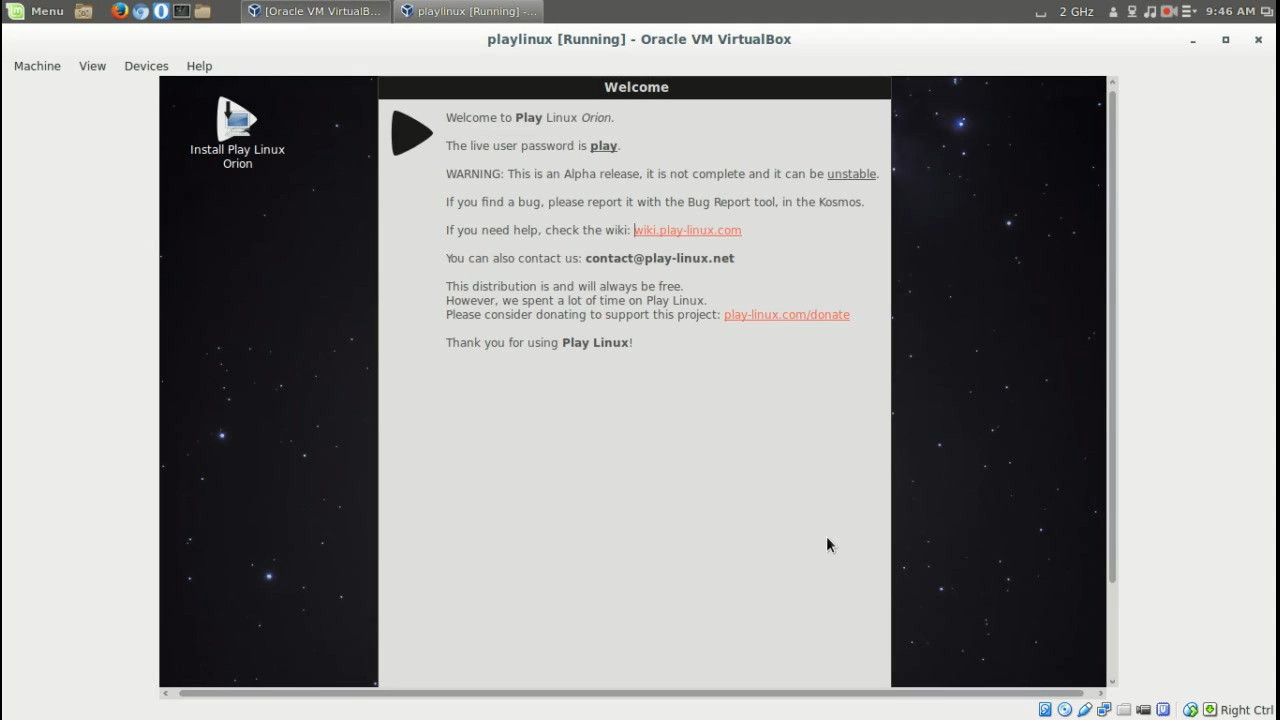 Menu
[Oracle VM VirtualB...
playlinux [Running] -...
2 GHz
9:46 AM
playlinux [Running] - Oracle VM VirtualBox
Machine View Devices Help
Install Play Linux
Orion
Welcome
Welcome to Play Linux Orion.
The live user password is play.
WARNING: This is an Alpha release, it is not complete and it can be unstable.
If you find a bug, please report it with the Bug Report tool, in the Kosmos.
If you need help, check the wiki: wiki.play-linux.com
You can also contact us: contact@play-linux.net
This distribution is and will always be free.
However, we spent a lot of time on Play Linux.
Please consider donating to support this project: play-linux.com/donate
Thank you for using Play Linux!
Right Ctrl